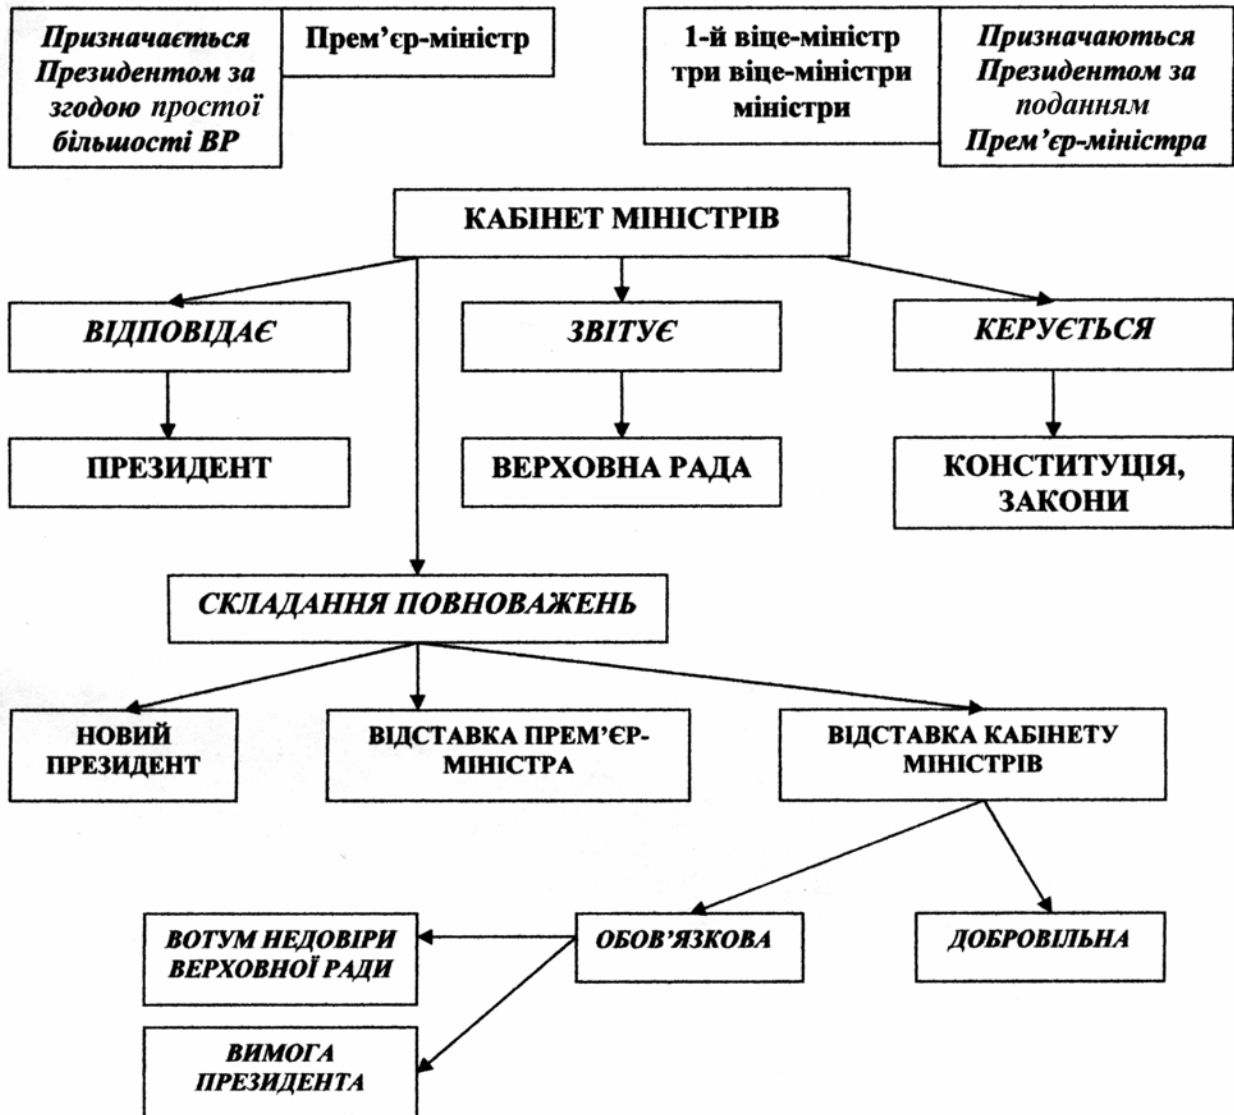 Призначається
Президентом за
згодою простої
більшості ВР
Прем’єр-міністр
1-й віце-міністр
три віце-міністри
міністри
Призначаються
Президентом за
поданням
Прем’єр-міністра
КАБІНЕТ МІНІСТРІВ
ВІДПОВІДАЄ
ЗВІТУЄ
КЕРУЄТЬСЯ
ПРЕЗИДЕНТ
ВЕРХОВНА РАДА
КОНСТИТУЦІЯ,
ЗАКОНИ
СКЛАДАННЯ ПОВНОВАЖЕНЬ
НОВИЙ
ПРЕЗИДЕНТ
ВІДСТАВКА ПРЕМ’ЄР-
МІНІСТРА
ВІДСТАВКА КАБІНЕТУ
МІНІСТРІВ
ВОТУМ НЕДОВІРИ
ВЕРХОВНОЇ РАДИ
ОБОВ’ЯЗКОВА
ДОБРОВІЛЬНА
ВИМОГА
ПРЕЗИДЕНТА